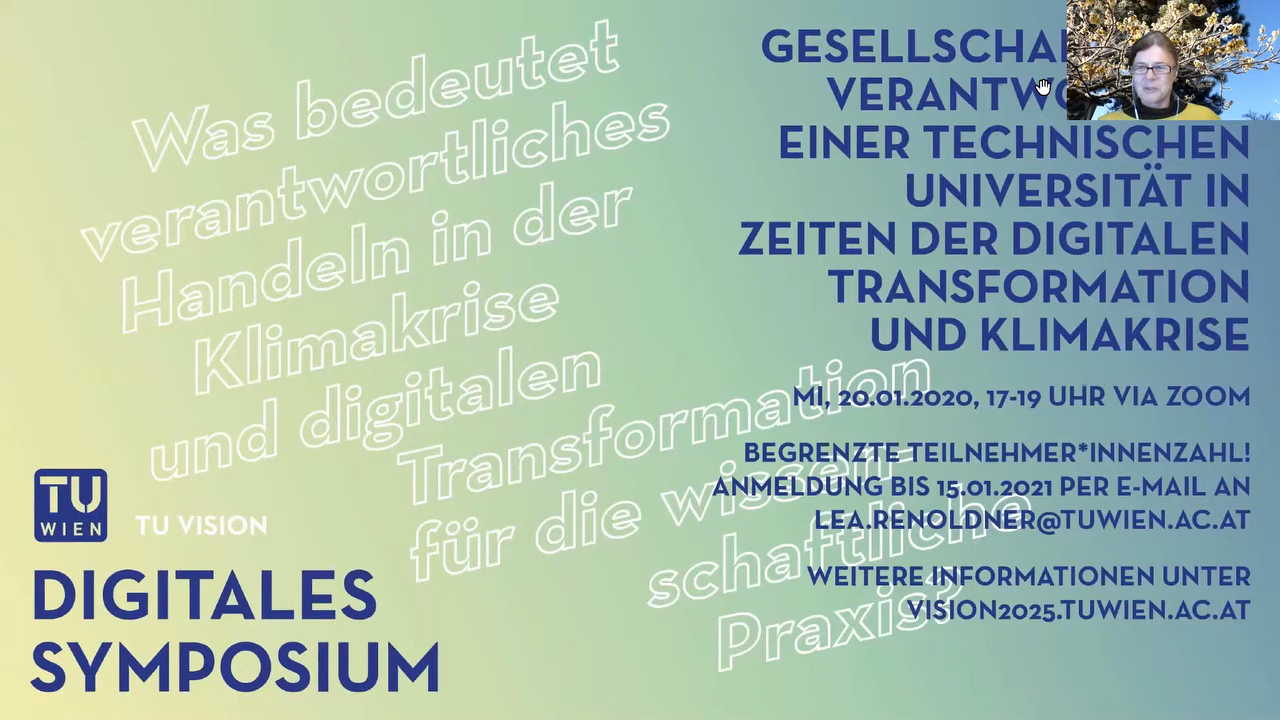 Was bedeutet
verantwortliches
Handeln in der
Klimakrise
und digitalen
Transformation
für die wissen-
schaftliche
Praxis?
EINER TECHNISCHEN
UNIVERSITÄT IN
ZEITEN DER DIGITALEN
TRANSFORMATION
UND KLIMAKRISE
MI, 20.01.2020, 17-19 UHR VIA ZOOM
BEGRENZTE TEILNEHMER*INNENZAHL!
ANMELDUNG BIS 15.01.2021 PER E-MAIL AN
LEA.RENOLDNER@TUWIEN.AC.AT
WEITERE INFORMATIONEN UNTER
VISION2025.TUWIEN.AC.AT
TU
WIEN
TU VISION
DIGITALES
SYMPOSIUM